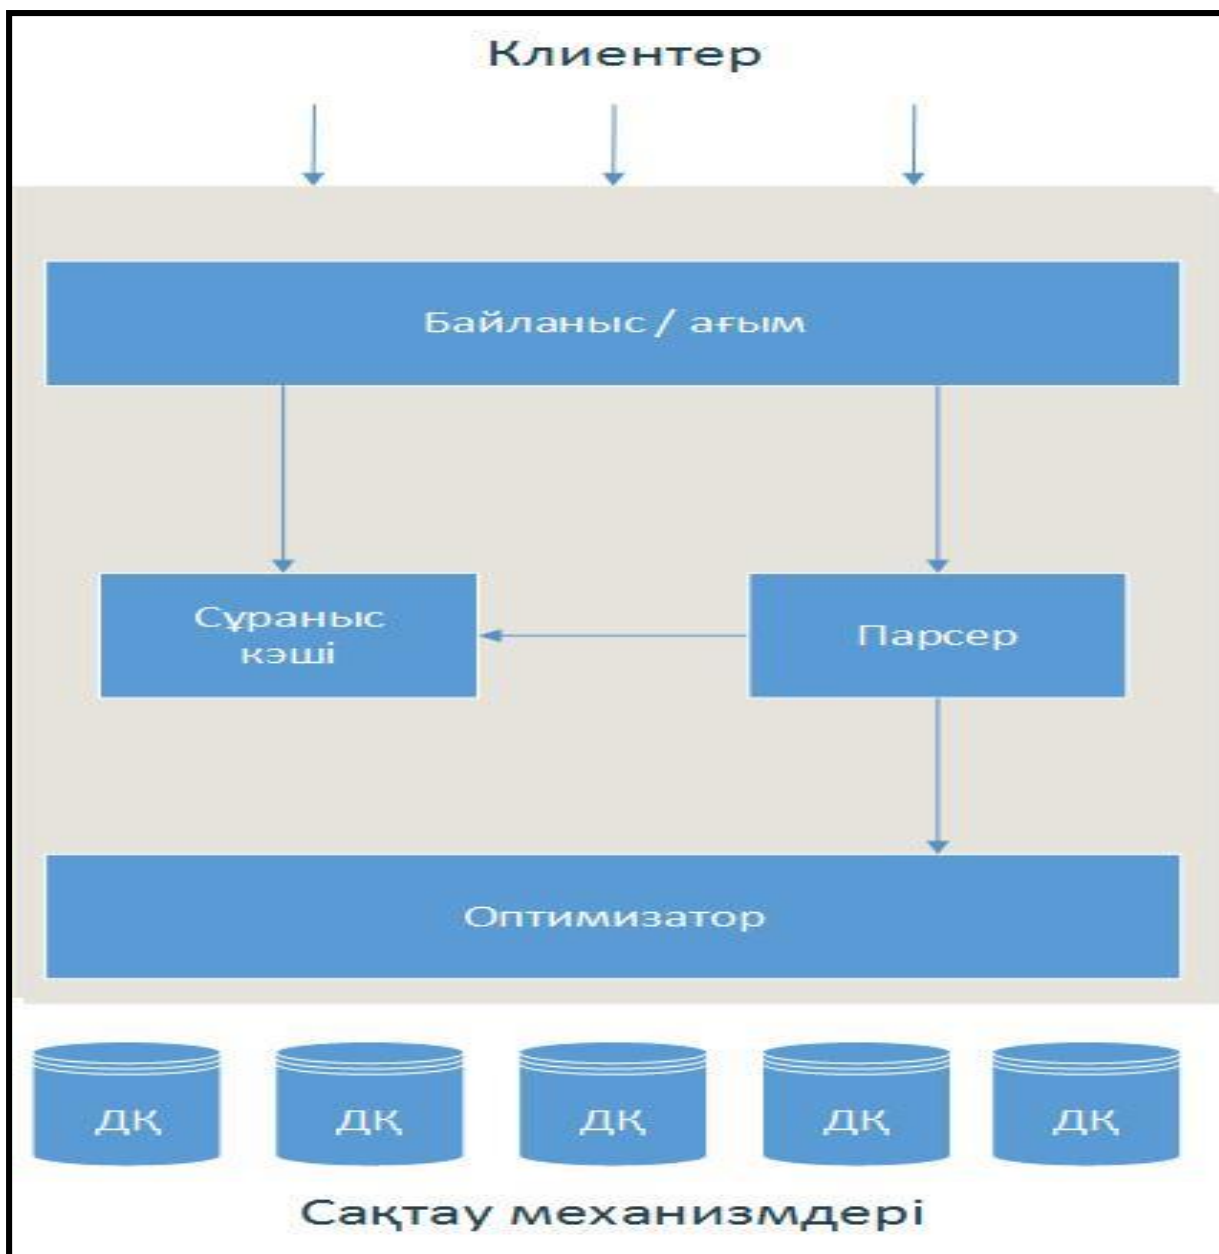 Клиентер
Байланыс / ағым
Сұраныс
кэші
Парсер
Оптимизатор
ДҚ
ДҚ
ДҚ
ДҚ
ДҚ
Сақтау механизмдері